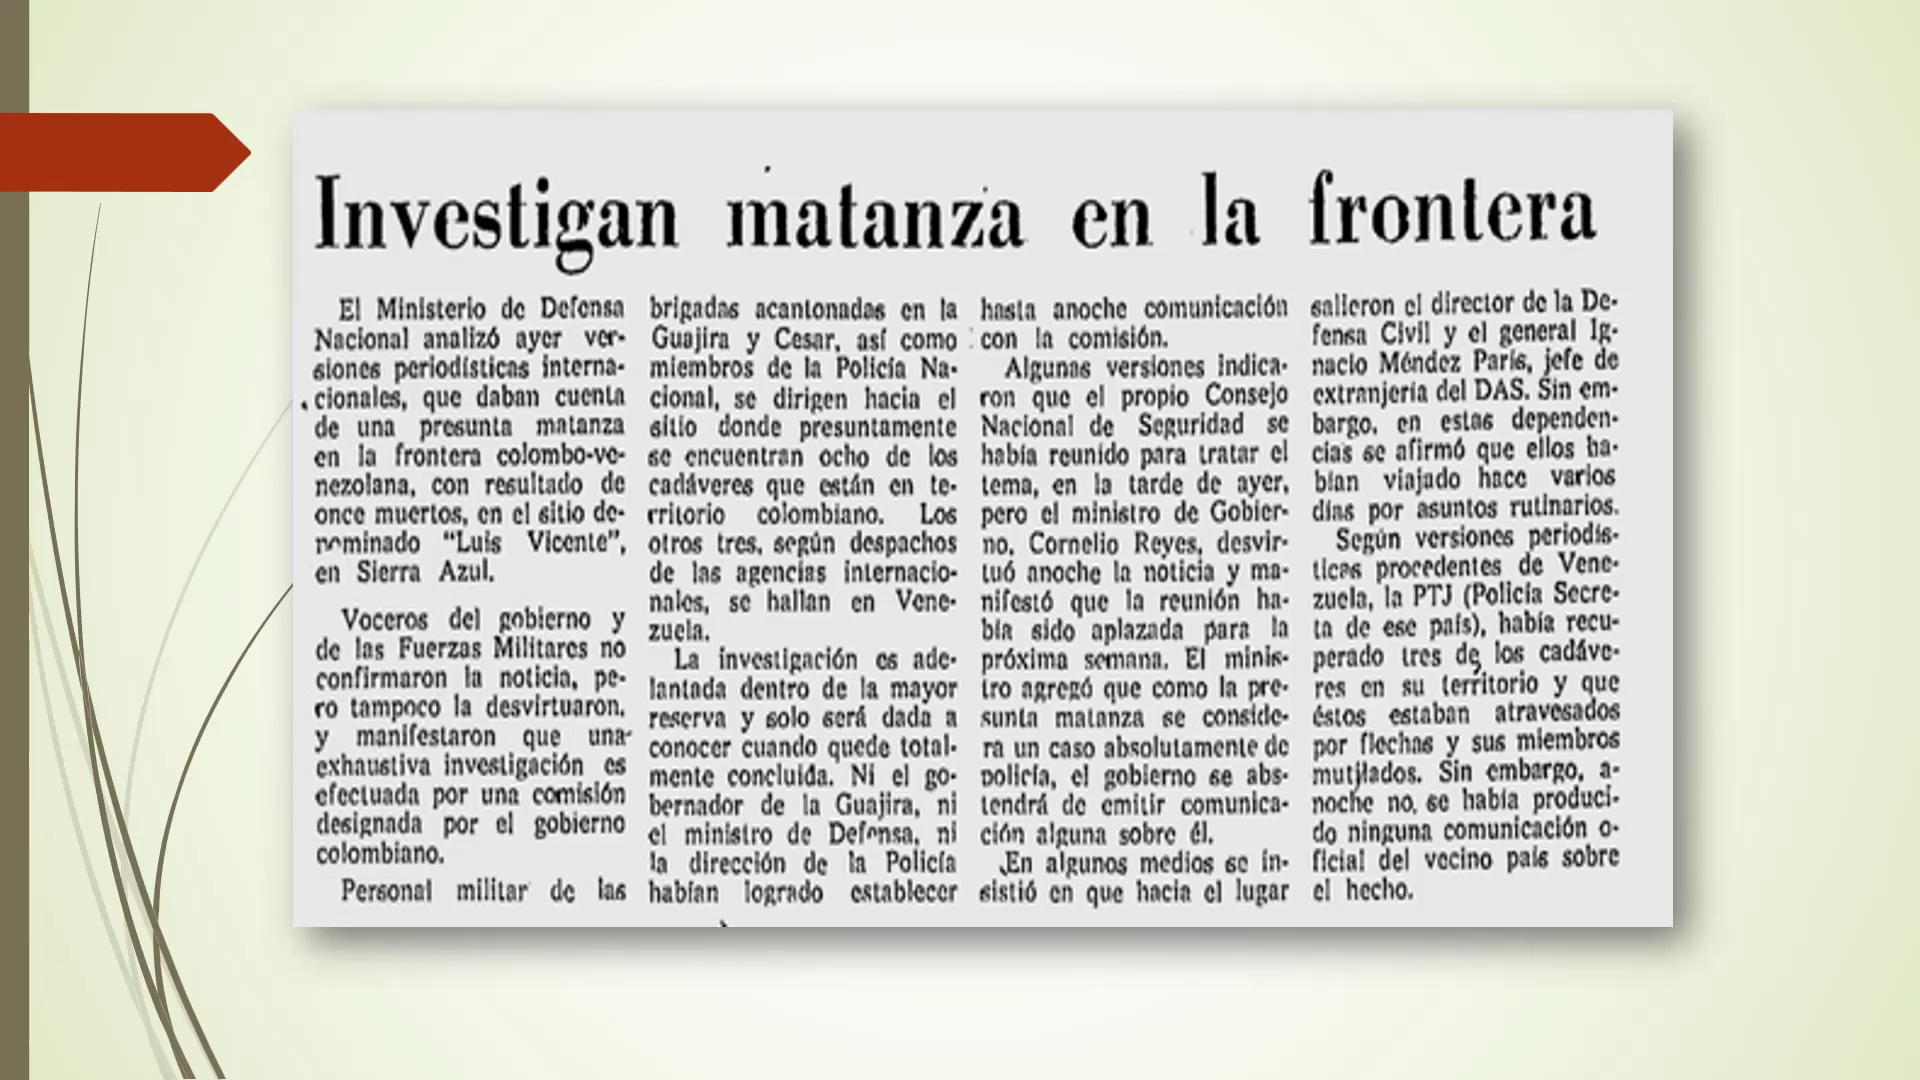 Investigan matanza en la frontera
El Ministerio de Defensa
Nacional analizó ayer ver-
siones periodísticas interna-
cionales, que daban cuenta
de una presunta matanza
en la frontera colombo-ve-
nezolana, con resultado de
once muertos, en el sitio de-
nominado “Luis Vicente”,
en Sierra Azul.
Voceros del gobierno y
de las Fuerzas Militares no
confirmaron la noticia, pe-
ro tampoco la desvirtuaron,
y manifestaron que una
exhaustiva investigación es
efectuada por una comisión
designada por el gobierno
colombiano.
Personal militar de las
brigadas acantonadas en la
Guajira y Cesar, así como
miembros de la Policía Na-
cional, se dirigen hacia el
sitio donde presuntamente
se encuentran ocho de los
cadáveres que están en te-
rritorio colombiano. Los
otros tres, según despachos
de las agencias internacio-
nales, se hallan en Vene-
zuela.
La investigación es ade-
lantada dentro de la mayor
reserva y solo será dada a
conocer cuando quede total-
mente concluída. Ni el go-
bernador de la Guajira, ni
el ministro de Defensa, ni
la dirección de la Policía
habían logrado establecer
hasta anoche comunicación
con la comisión.
Algunas versiones indica-
ron que el propio Consejo
Nacional de Seguridad se
había reunido para tratar el
tema, en la tarde de ayer,
pero el ministro de Gobier-
no, Cornelio Reyes, desvir-
tuó anoche la noticia y ma-
nifestó que la reunión ha-
bía sido aplazada para la
próxima semana. El minis-
tro agregó que como la pre-
sunta matanza se conside-
ra un caso absolutamente de
policía, el gobierno se abs-
tendrá de emitir comunica-
ción alguna sobre él.
En algunos medios se in-
sistió en que hacia el lugar
salieron el director de la De-
fensa Civil y el general Ig-
nacio Méndez París, jefe de
extranjería del DAS. Sin em-
bargo, en estas dependen-
cias se afirmó que ellos ha-
bían viajado hace varios
días por asuntos rutinarios.
Según versiones periodís-
ticas procedentes de Vene-
zuela, la PTJ (Policía Secre-
ta de ese país), había recu-
perado tres de los cadáve-
res en su territorio y que
éstos estaban atravesados
por flechas y sus miembros
mutilados. Sin embargo, a-
noche no, se había produci-
do ninguna comunicación o-
ficial del vecino país sobre
el hecho.